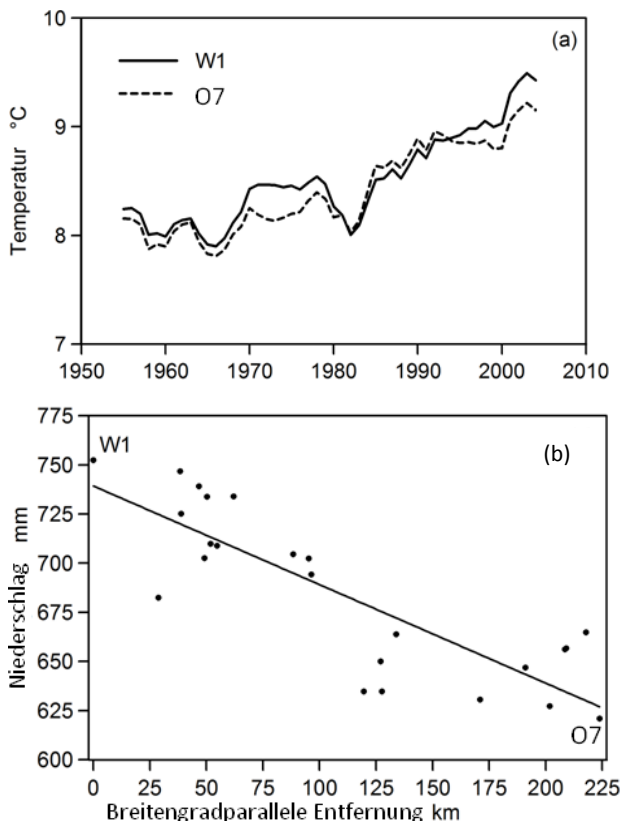 10
(a)
W1
O7
9
Temperatur °C
8
7
1950 1960 1970 1980 1990 2000 2010
775
W1
(b)
750
725
700
Niederschlag mm
675
650
625
O7
600
0 25 50 75 100 125 150 175 200 225
Breitengradparallele Entfernung km